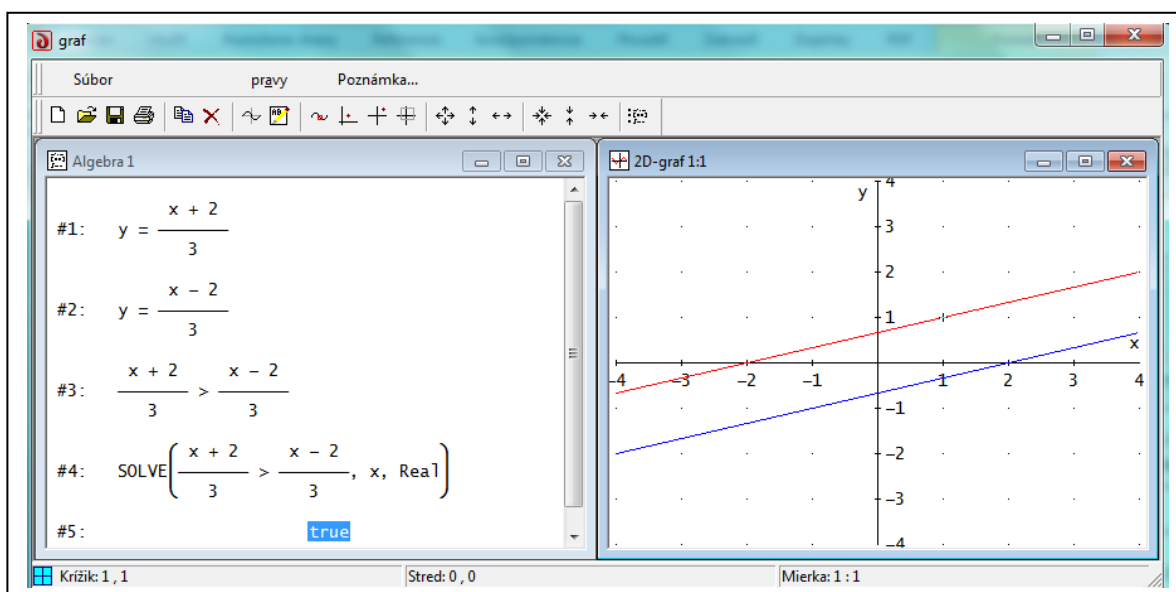 graf
Súbor pravy Poznámka...
Algebra 1
#1: y = (x + 2)/3
#2: y = (x − 2)/3
#3: (x + 2)/3 > (x − 2)/3
#4: SOLVE((x + 2)/3 > (x − 2)/3, x, Real)
#5: true
2D-graf 1:1
y 4
3
2
1
x
−4 −3 −2 −1 1 2 3 4
−1
−2
−3
−4
Krížik: 1 , 1 Stred: 0 , 0 Mierka: 1 : 1